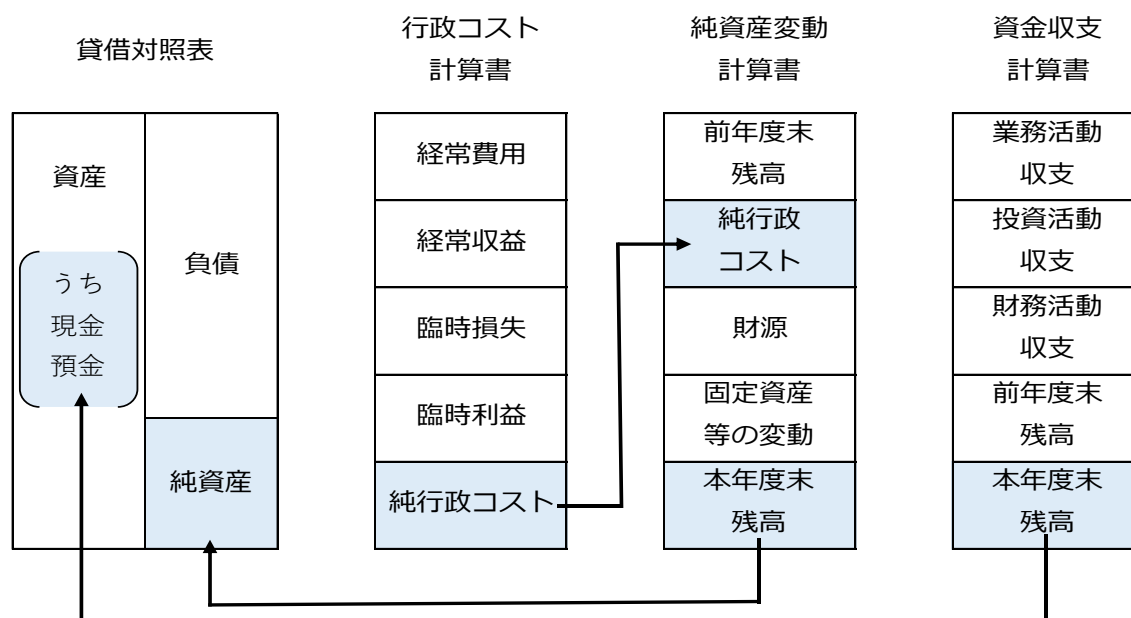 貸借対照表
資産
うち
現金
預金
負債
純資産
行政コスト
計算書
経常費用
経常収益
臨時損失
臨時利益
純行政コスト
純資産変動
計算書
前年度末
残高
純行政
コスト
財源
固定資産
等の変動
本年度末
残高
資金収支
計算書
業務活動
収支
投資活動
収支
財務活動
収支
前年度末
残高
本年度末
残高